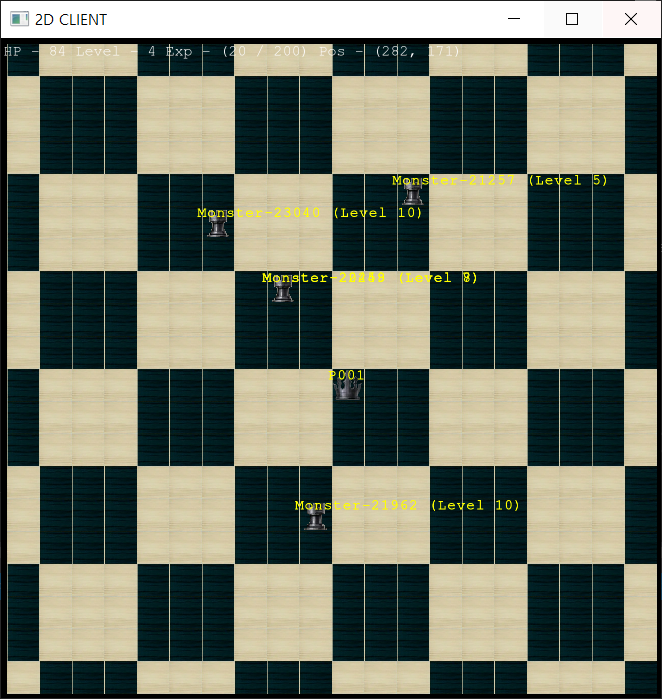 2D CLIENT
HP - 84 Level - 4 Exp - (20 / 200) Pos - (282, 171)
Monster-21257 (Level 5)
Monster-23040 (Level 10)
(Level
P001
Monster-21962 (Level 10)